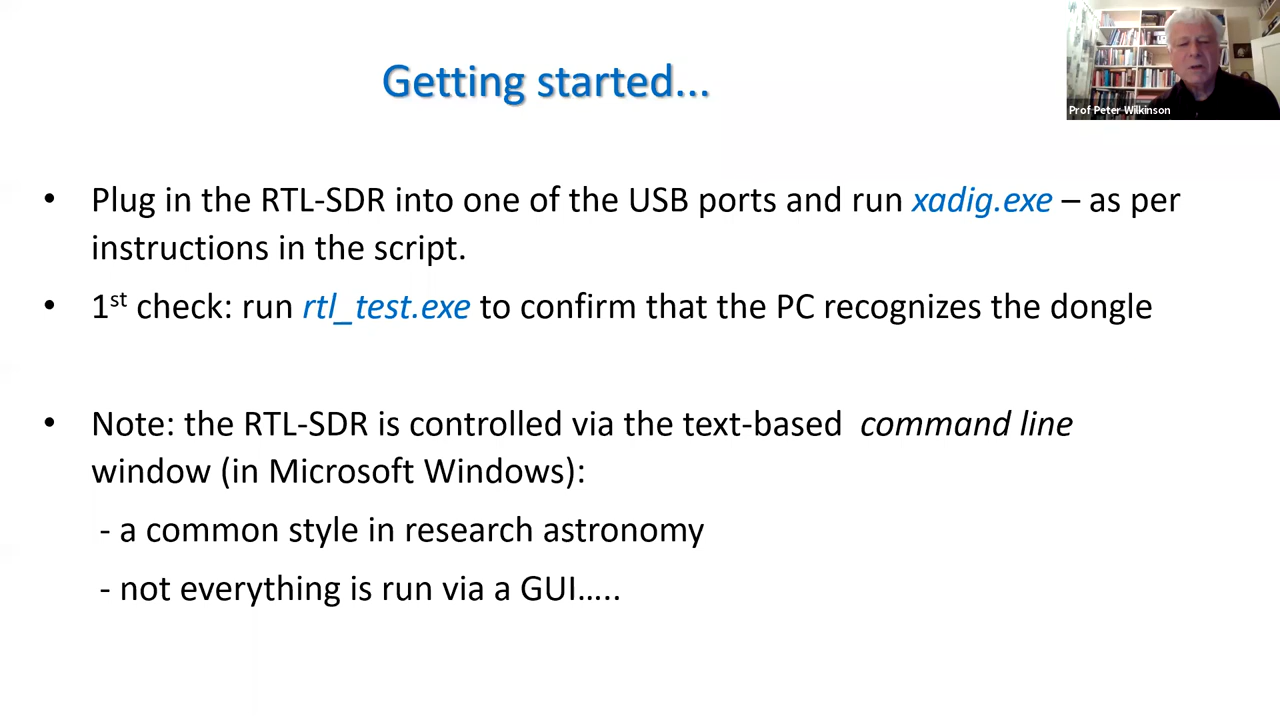 Getting started...
Prof Peter Wilkinson
• Plug in the RTL-SDR into one of the USB ports and run xadig.exe – as per
instructions in the script.
• 1st check: run rtl_test.exe to confirm that the PC recognizes the dongle
• Note: the RTL-SDR is controlled via the text-based command line
window (in Microsoft Windows):
- a common style in research astronomy
- not everything is run via a GUI…..